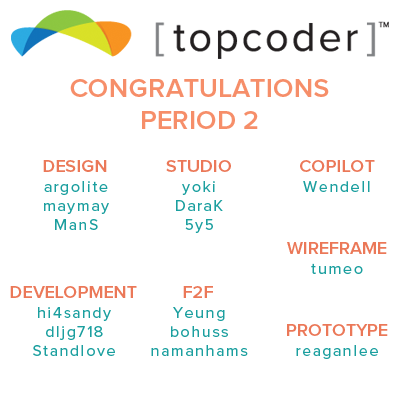 [ topcoder ]™
CONGRATULATIONS
PERIOD 2
DESIGN
argolite
maymay
ManS
STUDIO
yoki
DaraK
5y5
COPILOT
Wendell
WIREFRAME
tumeo
DEVELOPMENT
hi4sandy
dljg718
Standlove
F2F
Yeung
bohuss
namanhams
PROTOTYPE
reaganlee